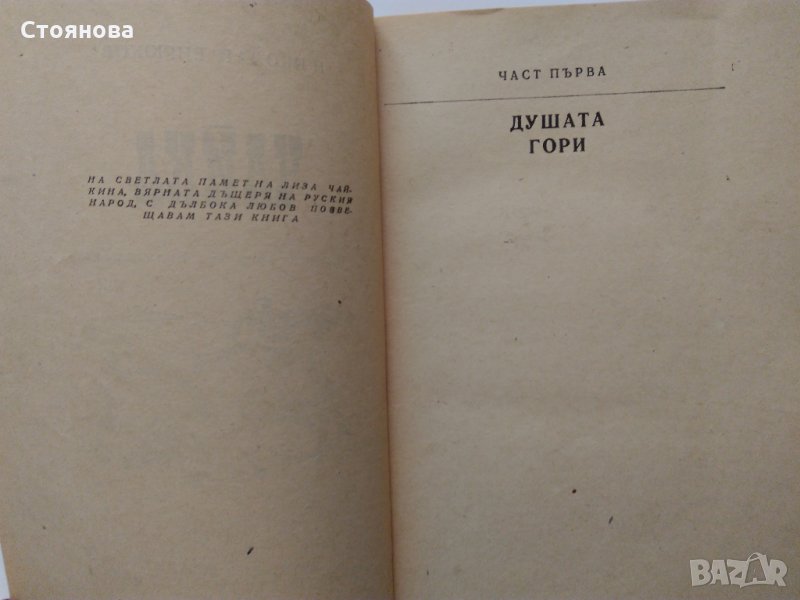 Стоянова
НА СВЕТЛАТА ПАМЕТ НА ЛИЗА ЧАЙ-
КИНА, ВЯРНАТА ДЪЩЕРЯ НА РУСКИЯ
НАРОД, С ДЪЛБОКА ЛЮБОВ ПОСВЕ-
ЩАВАМ ТАЗИ КНИГА
ЧАСТ ПЪРВА
ДУШАТА
ГОРИ
BAZAR